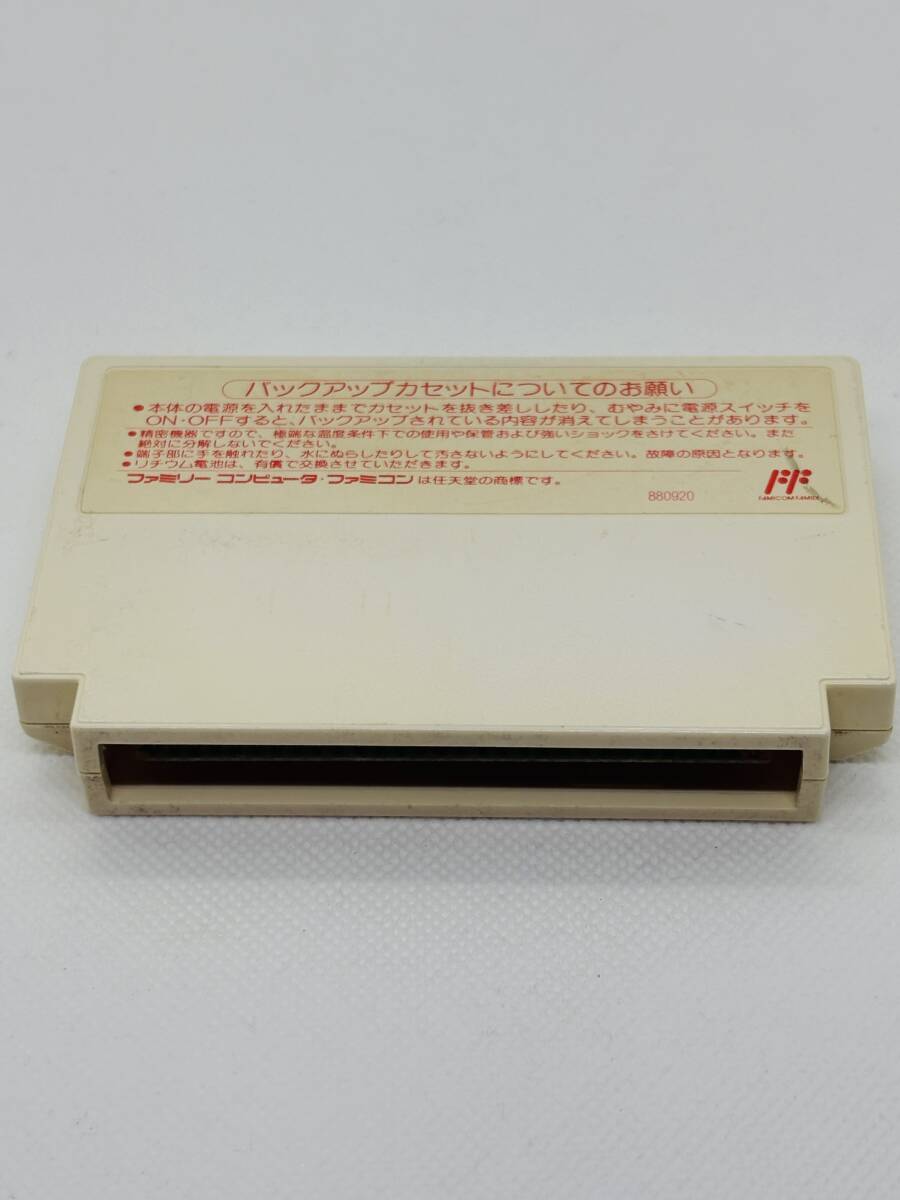 バックアップカセットについてのお願い
●本体の電源を入れたままでカセットを抜き差ししたり、むやみに電源スイッチを
ON・OFFすると、バックアップされている内容が消えてしまうことがあります。
●精密機器ですので、極端な温度条件下での使用や保管および強いショックをさけてください。また
絶対に分解しないでください。
●端子部に手を触れたり、水にぬらしたりして汚さないようにしてください。故障の原因となります。
●リチウム電池は、有償で交換させていただきます。
ファミリー コンピュータ・ファミコンは任天堂の商標です。
880920